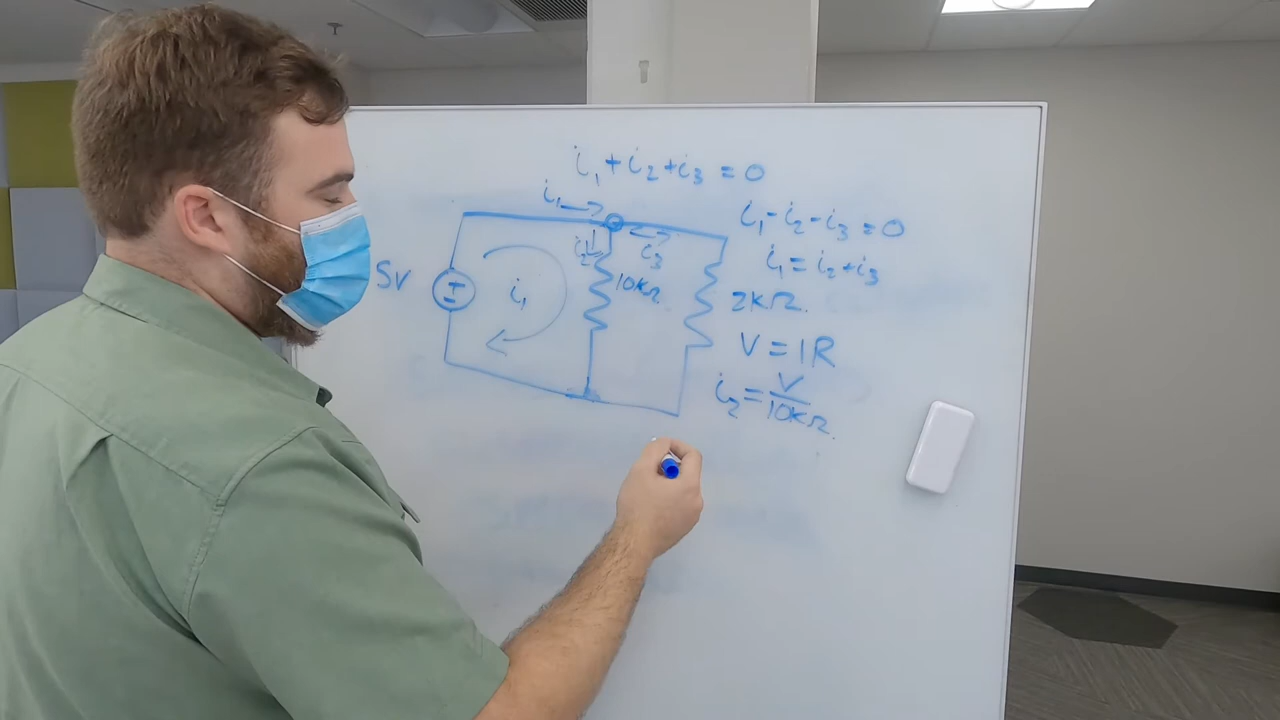 i₁ + i₂ + i₃ = 0
i₁
i₁ - i₂ - i₃ = 0
i₂
i₃
i₁ = i₂ + i₃
5V
i₁
10KΩ
2KΩ
V = IR
i₂ = V/10KΩ